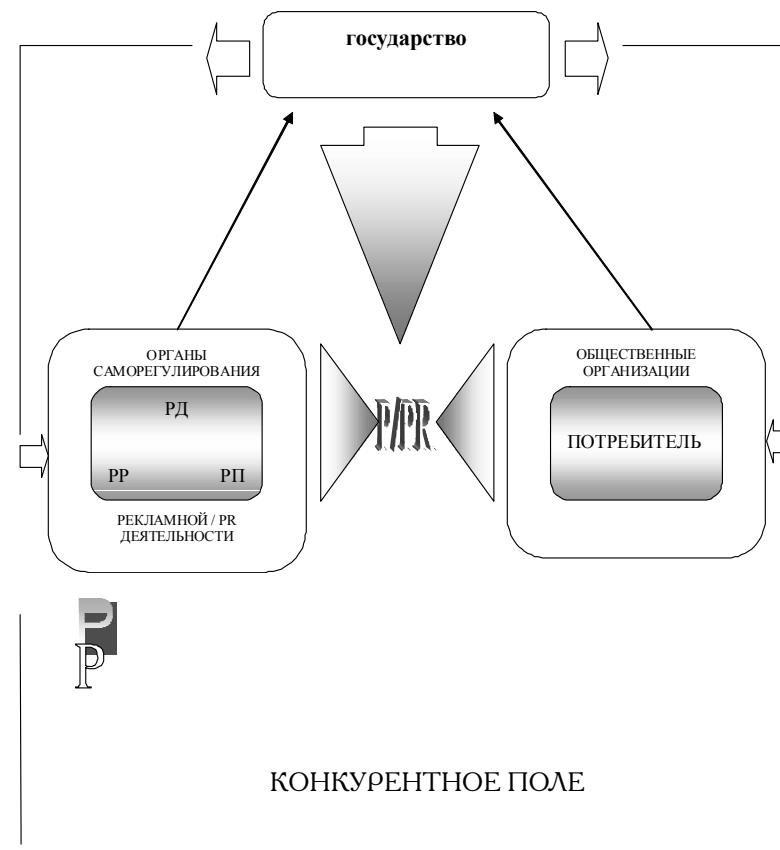 государство
ОРГАНЫ
САМОРЕГУЛИРОВАНИЯ
РД
РР РП
РЕКЛАМНОЙ / PR
ДЕЯТЕЛЬНОСТИ
Р/PR
ОБЩЕСТВЕННЫЕ
ОРГАНИЗАЦИИ
ПОТРЕБИТЕЛЬ
Р
Р
КОНКУРЕНТНОЕ ПОЛЕ